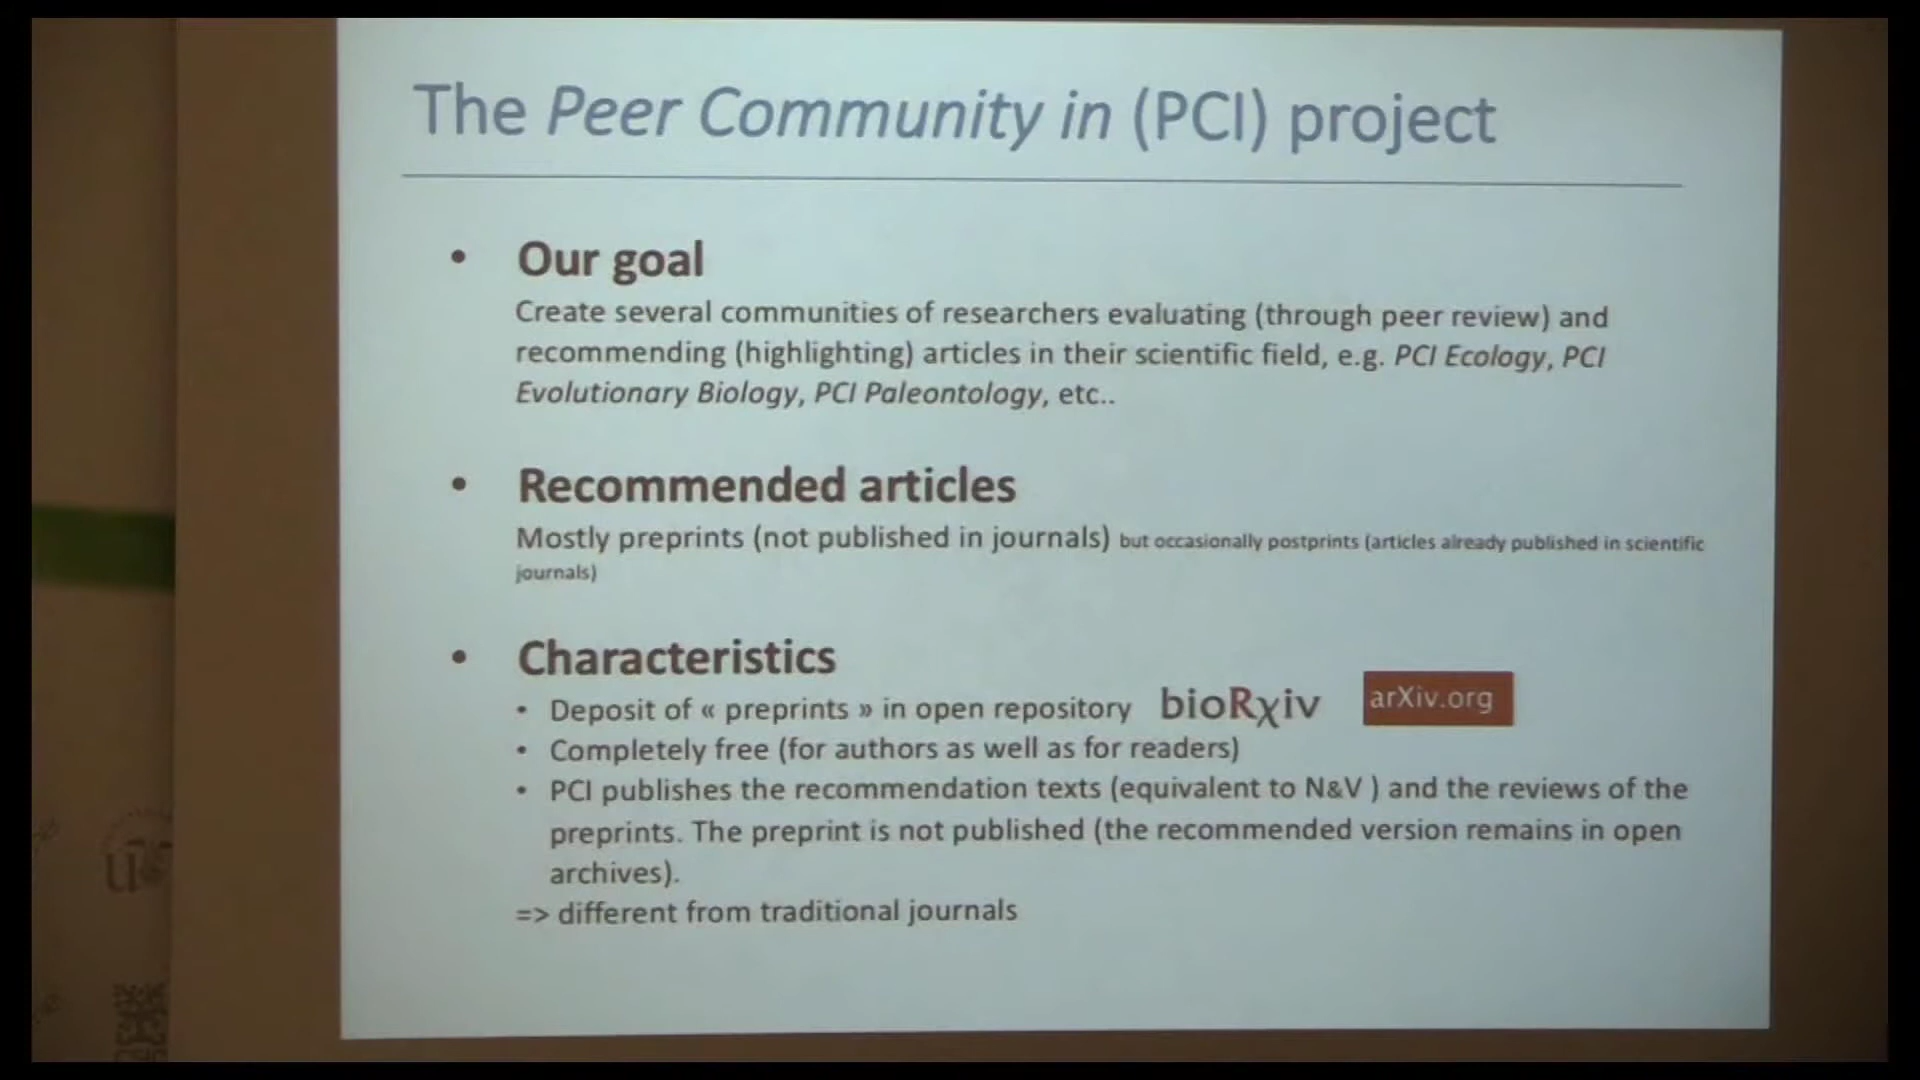 The Peer Community in (PCI) project
• Our goal
Create several communities of researchers evaluating (through peer review) and
recommending (highlighting) articles in their scientific field, e.g. PCI Ecology, PCI
Evolutionary Biology, PCI Paleontology, etc..
• Recommended articles
Mostly preprints (not published in journals) but occasionally postprints (articles already published in scientific
journals)
• Characteristics
• Deposit of « preprints » in open repository bioRχiv arXiv.org
• Completely free (for authors as well as for readers)
• PCI publishes the recommendation texts (equivalent to N&V ) and the reviews of the
preprints. The preprint is not published (the recommended version remains in open
archives).
=> different from traditional journals